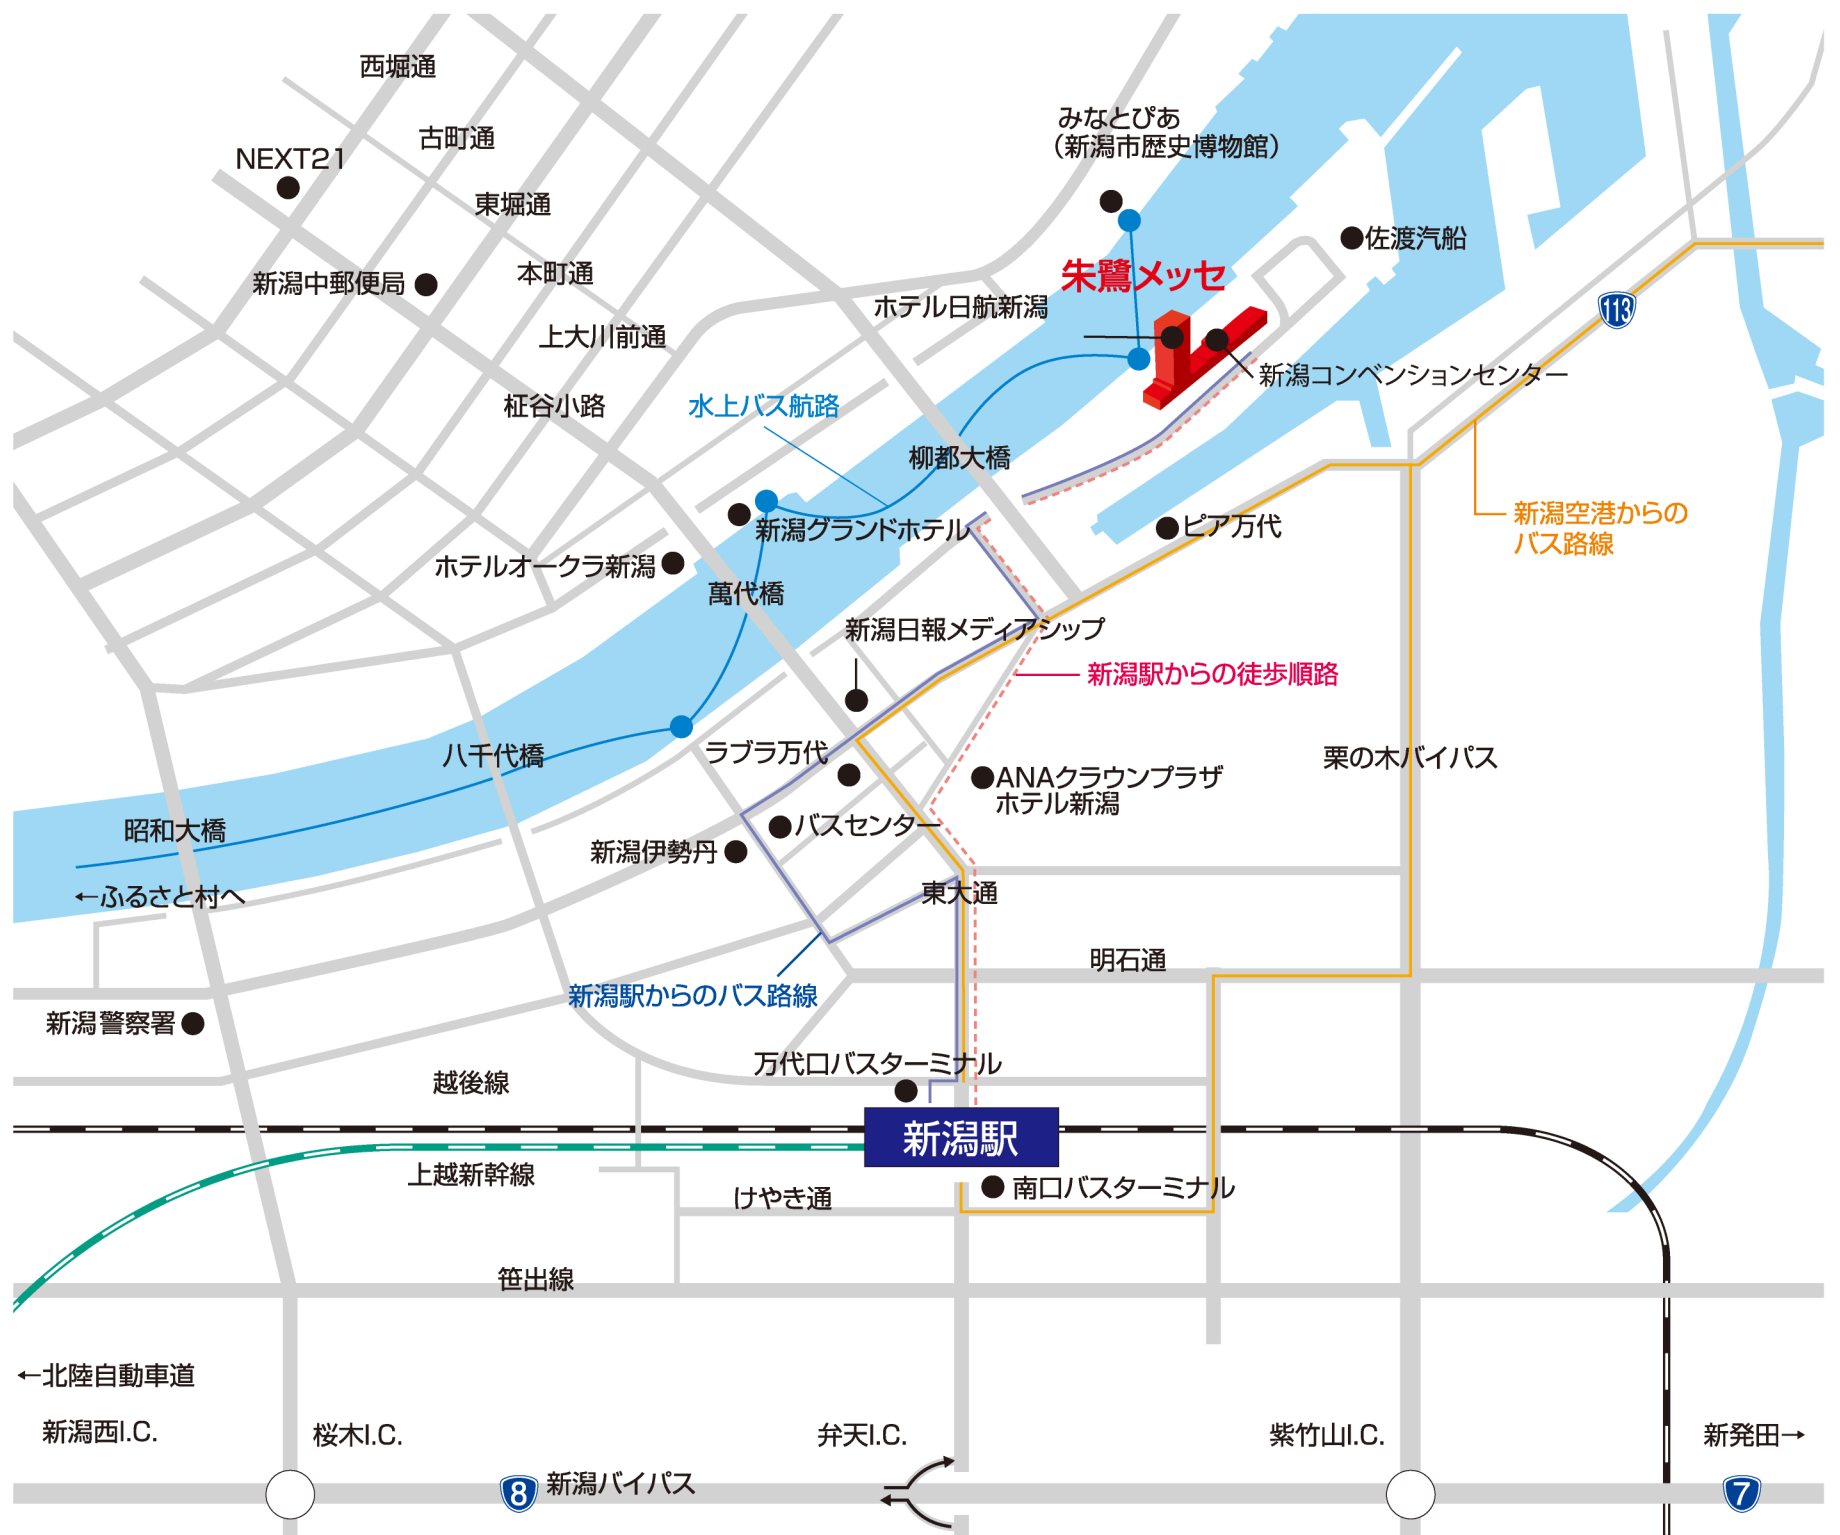 西堀通
みなとぴあ
(新潟市歴史博物館)
古町通
NEXT21
東堀通
佐渡汽船
本町通
朱鷺メッセ
新潟中郵便局
ホテル日航新潟
113
上大川前通
新潟コンベンションセンター
柾谷小路
水上バス航路
柳都大橋
新潟空港からの
バス路線
新潟グランドホテル
ピア万代
ホテルオークラ新潟
萬代橋
新潟日報メディアシップ
新潟駅からの徒歩順路
八千代橋
ラブラ万代
栗の木バイパス
ANAクラウンプラザ
ホテル新潟
昭和大橋
バスセンター
新潟伊勢丹
←ふるさと村へ
東大通
明石通
新潟駅からのバス路線
新潟警察署
万代口バスターミナル
越後線
新潟駅
上越新幹線
南口バスターミナル
けやき通
笹出線
←北陸自動車道
新潟西I.C.
桜木I.C.
弁天I.C.
紫竹山I.C.
新発田→
8
新潟バイパス
7